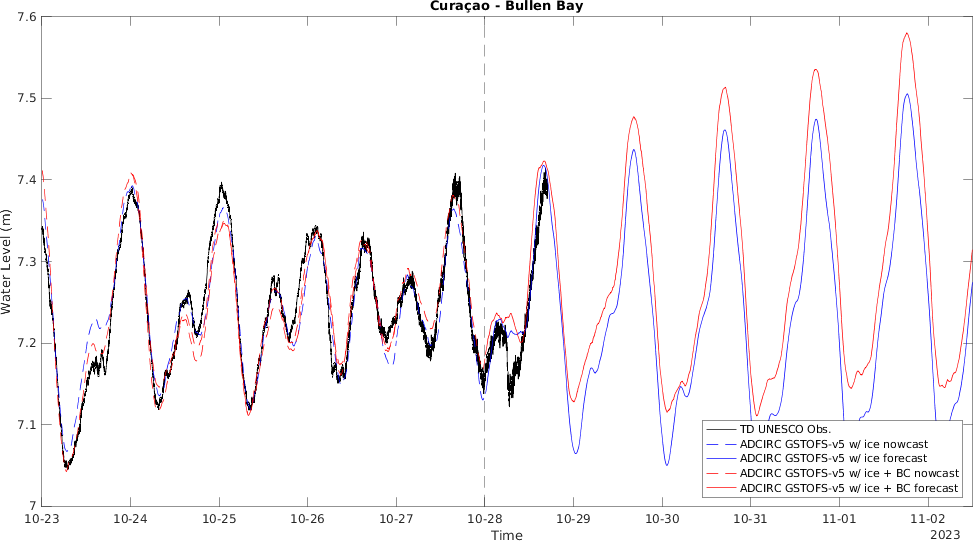 Curaçao - Bullen Bay
Water Level (m)
7.6
7.5
7.4
7.3
7.2
7.1
7
10-23
10-24
10-25
10-26
10-27
10-28
10-29
10-30
10-31
11-01
11-02
2023
Time
TD UNESCO Obs.
ADCIRC GSTOFS-v5 w/ ice nowcast
ADCIRC GSTOFS-v5 w/ ice forecast
ADCIRC GSTOFS-v5 w/ ice + BC nowcast
ADCIRC GSTOFS-v5 w/ ice + BC forecast